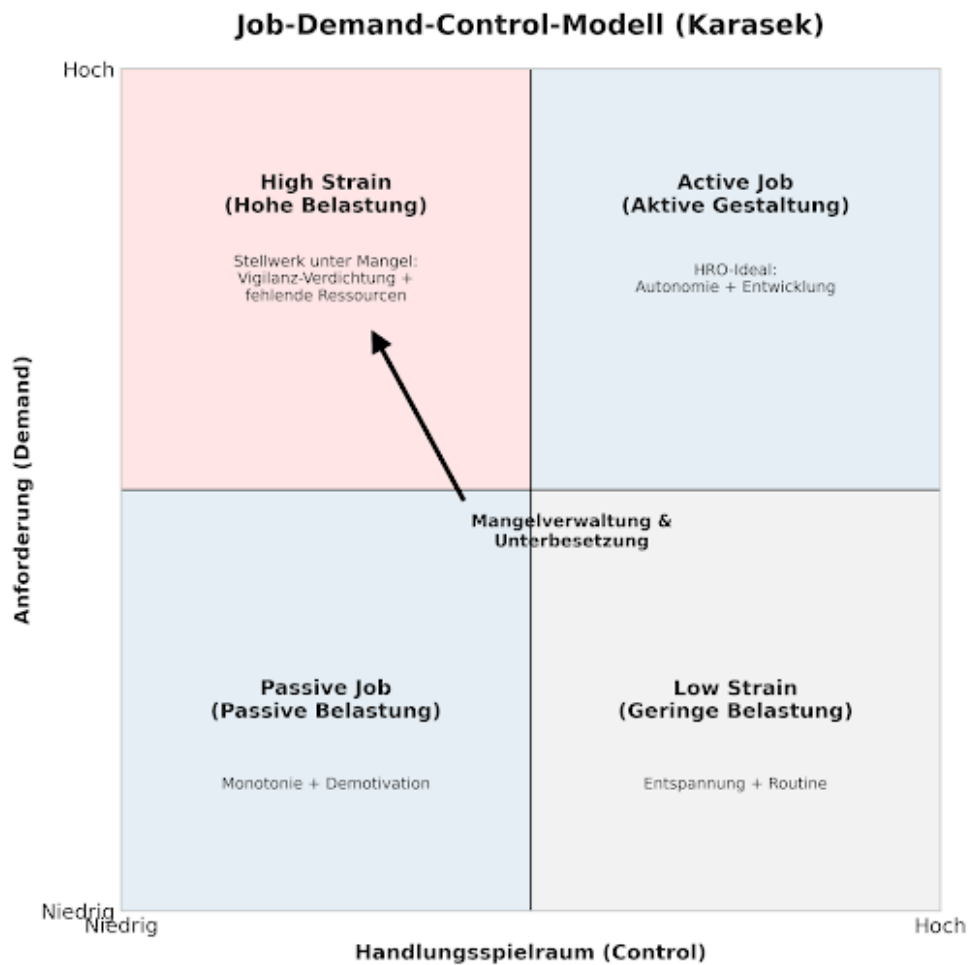 Job-Demand-Control-Modell (Karasek)
Hoch
High Strain
(Hohe Belastung)
Stellwerk unter Mangel:
Vigilanz-Verdichtung +
fehlende Ressourcen
Active Job
(Aktive Gestaltung)
HRO-Ideal:
Autonomie + Entwicklung
Anforderung (Demand)
Mangelverwaltung &
Unterbesetzung
Passive Job
(Passive Belastung)
Monotonie + Demotivation
Low Strain
(Geringe Belastung)
Entspannung + Routine
Niedrig
Niedrig
Hoch
Handlungsspielraum (Control)